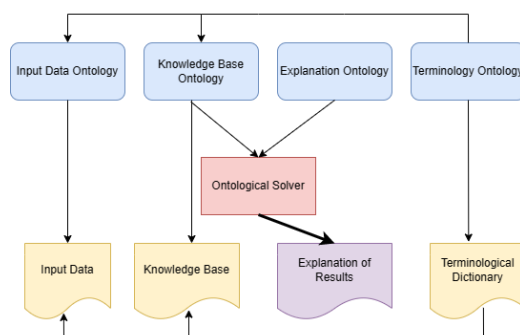 Input Data Ontology
Knowledge Base
Ontology
Explanation Ontology
Terminology Ontology
Ontological Solver
Input Data
Knowledge Base
Explanation of
Results
Terminological
Dictionary